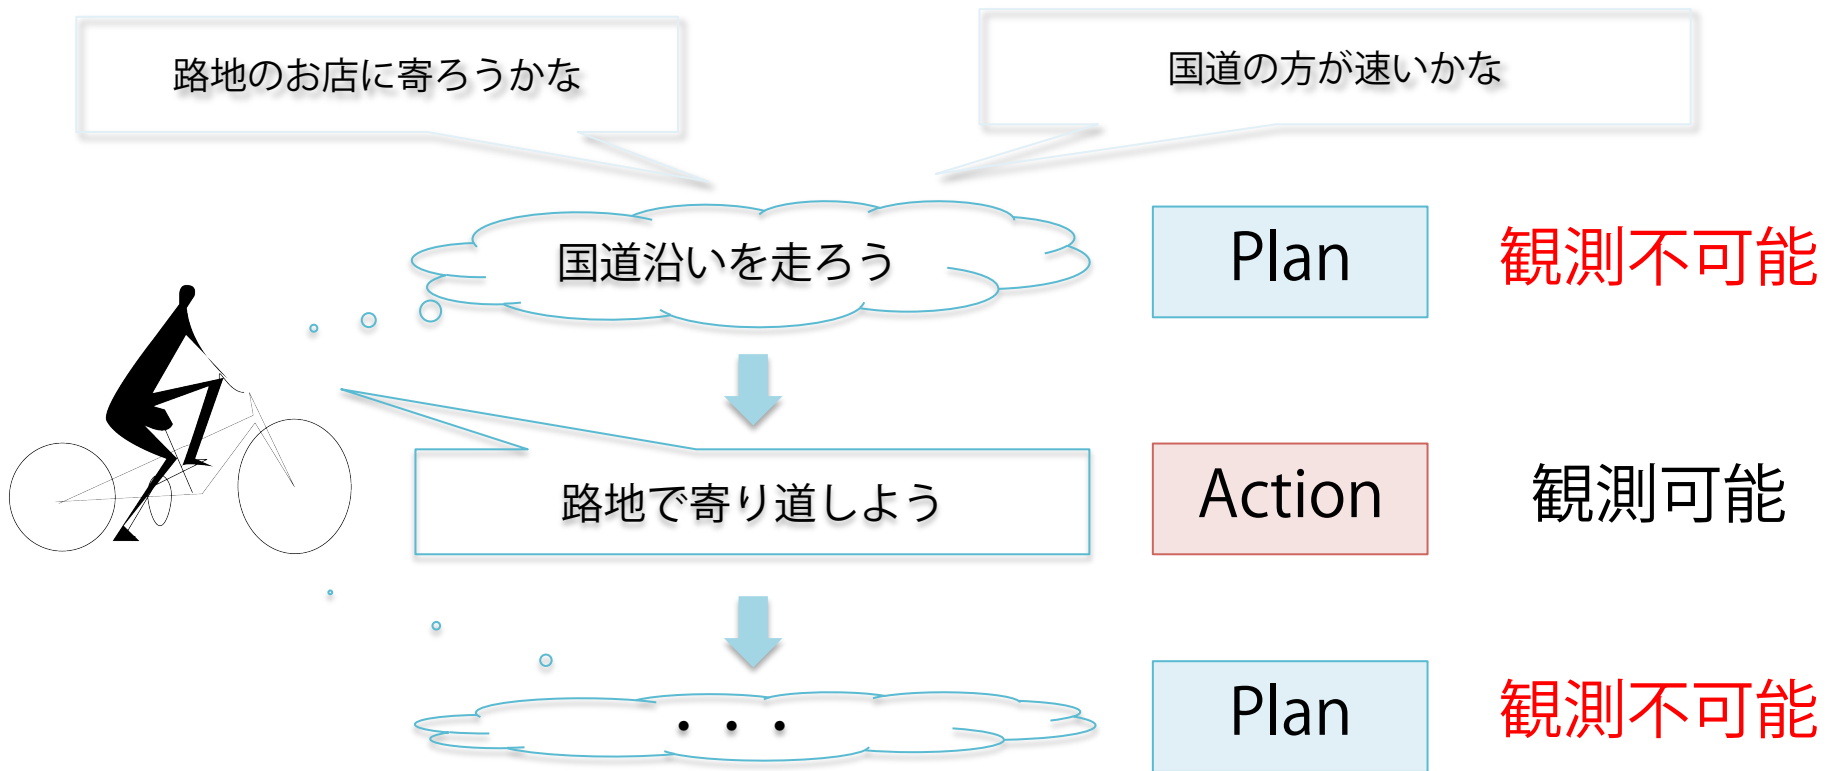 路地のお店に寄ろうかな
国道の方が速いかな
国道沿いを走ろう
Plan
観測不可能
路地で寄り道しよう
Action
観測可能
・・・
Plan
観測不可能